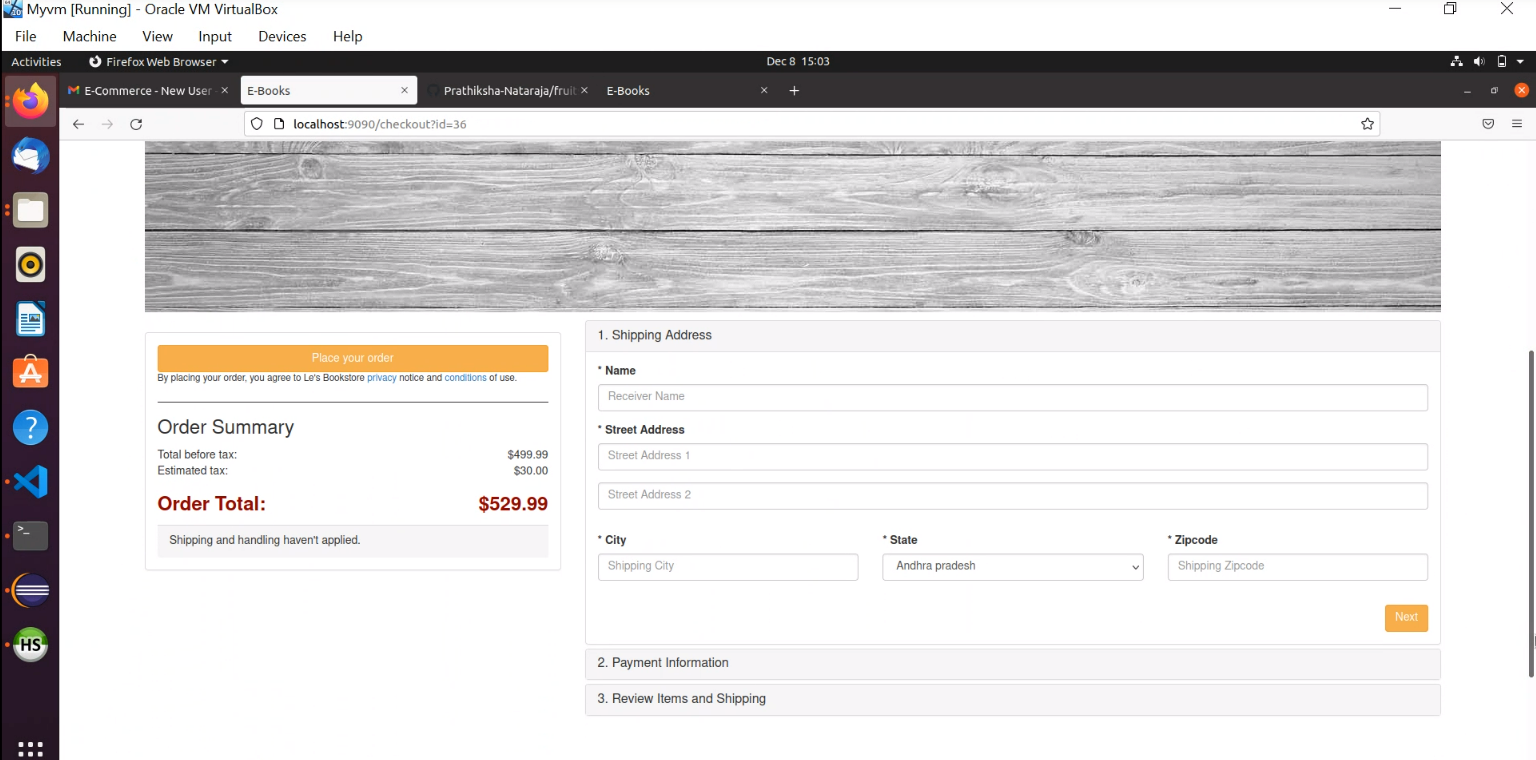 Myvm [Running] - Oracle VM VirtualBox
File Machine View Input Devices Help
Activities Firefox Web Browser Dec 8 15:03
E-Commerce - New User E-Books Prathiksha-Nataraja/fruit E-Books
localhost:9090/checkout?id=36
Place your order
By placing your order, you agree to Le's Bookstore privacy notice and conditions of use.
Order Summary
Total before tax: $499.99
Estimated tax: $30.00
Order Total: $529.99
Shipping and handling haven't applied.
1. Shipping Address
* Name
Receiver Name
* Street Address
Street Address 1
Street Address 2
* City * State * Zipcode
Shipping City Andhra pradesh Shipping Zipcode
Next
2. Payment Information
3. Review Items and Shipping
HS